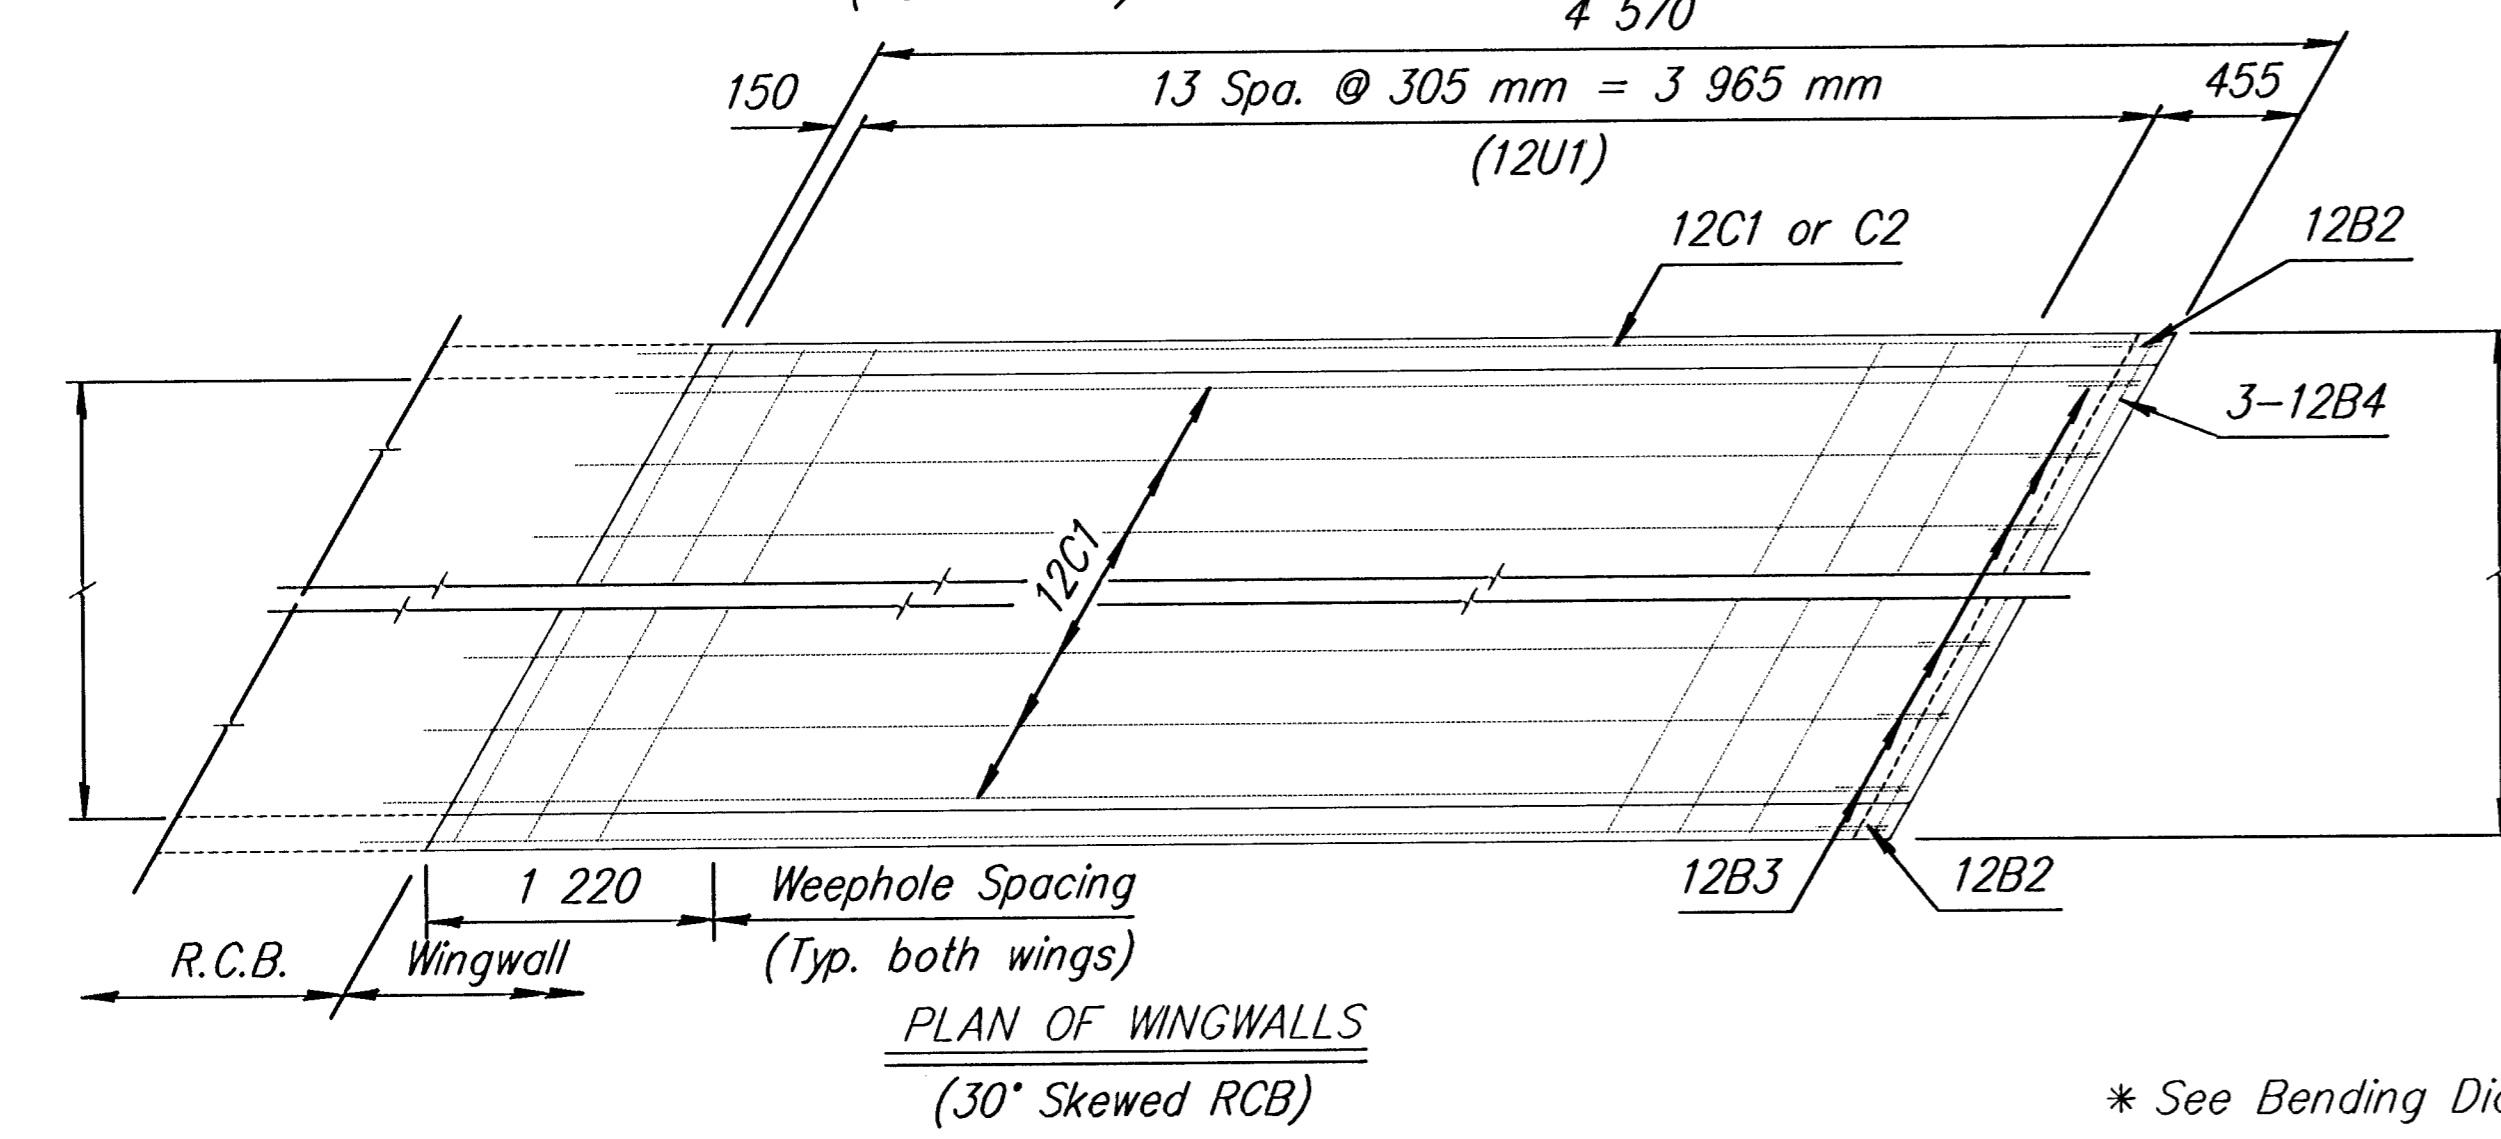 4 570
150
13 Spa. @ 305 mm = 3 965 mm
455
(12U1)
12C1 or C2
12B2
3-12B4
12C1
12B3
12B2
1 220
Weephole Spacing
(Typ. both wings)
R.C.B.
Wingwall
PLAN OF WINGWALLS
(30° Skewed RCB)
* See Bending